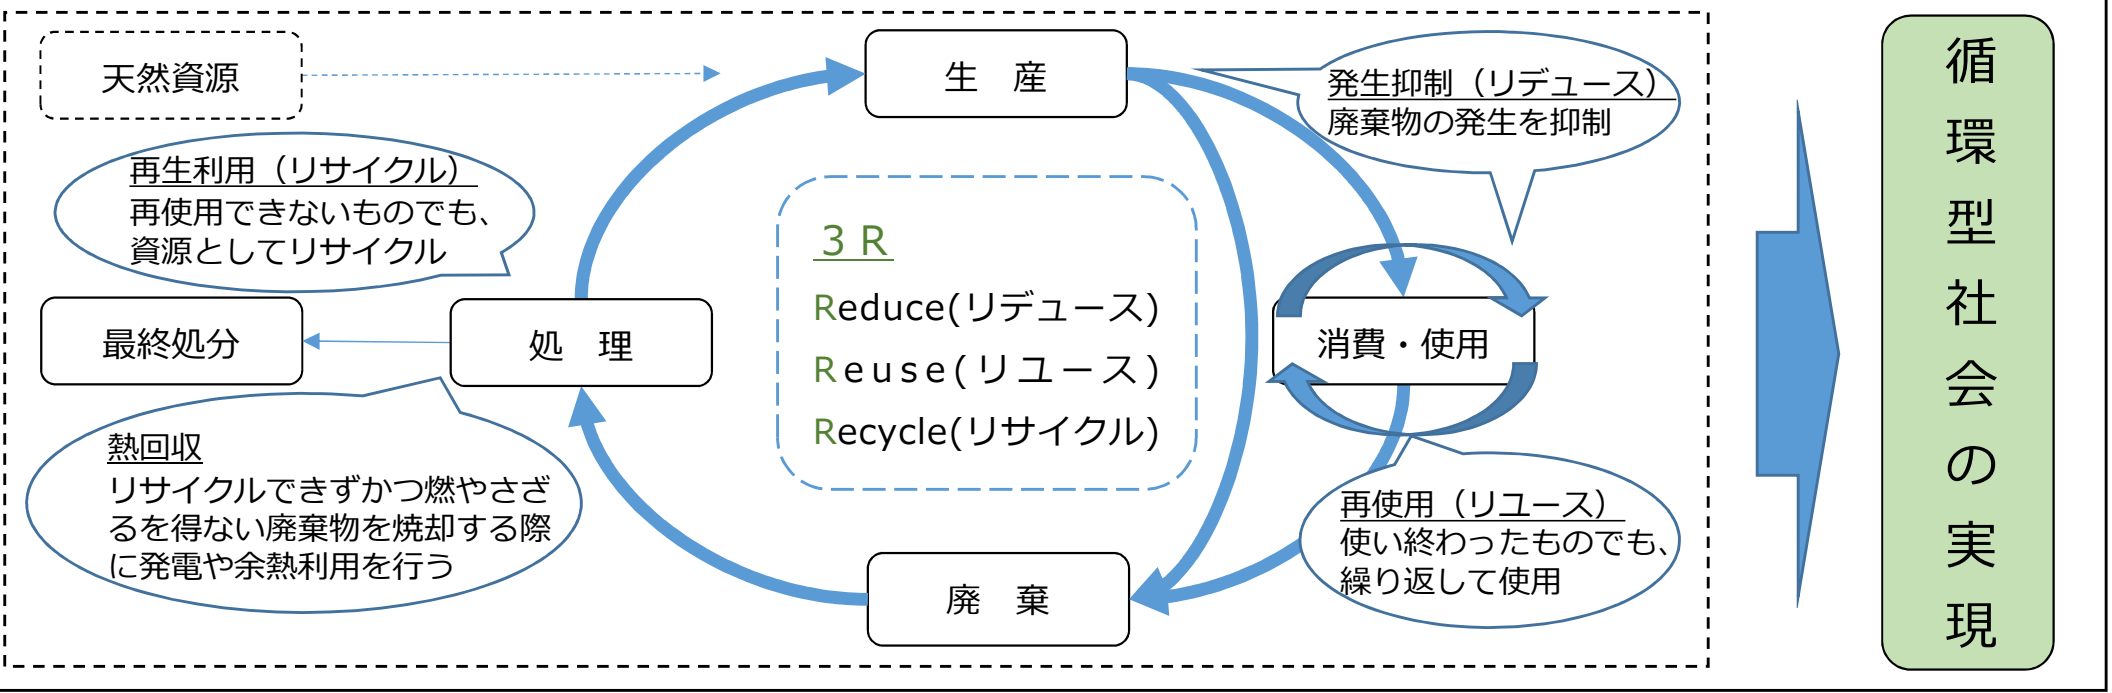 天然資源
生　産
発生抑制（リデュース）
廃棄物の発生を抑制
再生利用（リサイクル）
再使用できないものでも、
資源としてリサイクル
３Ｒ
Reduce(リデュース)
Reuse(リユース)
Recycle(リサイクル)
最終処分
処　理
消費・使用
熱回収
リサイクルできずかつ燃やさざ
るを得ない廃棄物を焼却する際
に発電や余熱利用を行う
再使用（リユース）
使い終わったものでも、
繰り返して使用
廃　棄
循環型社会の実現